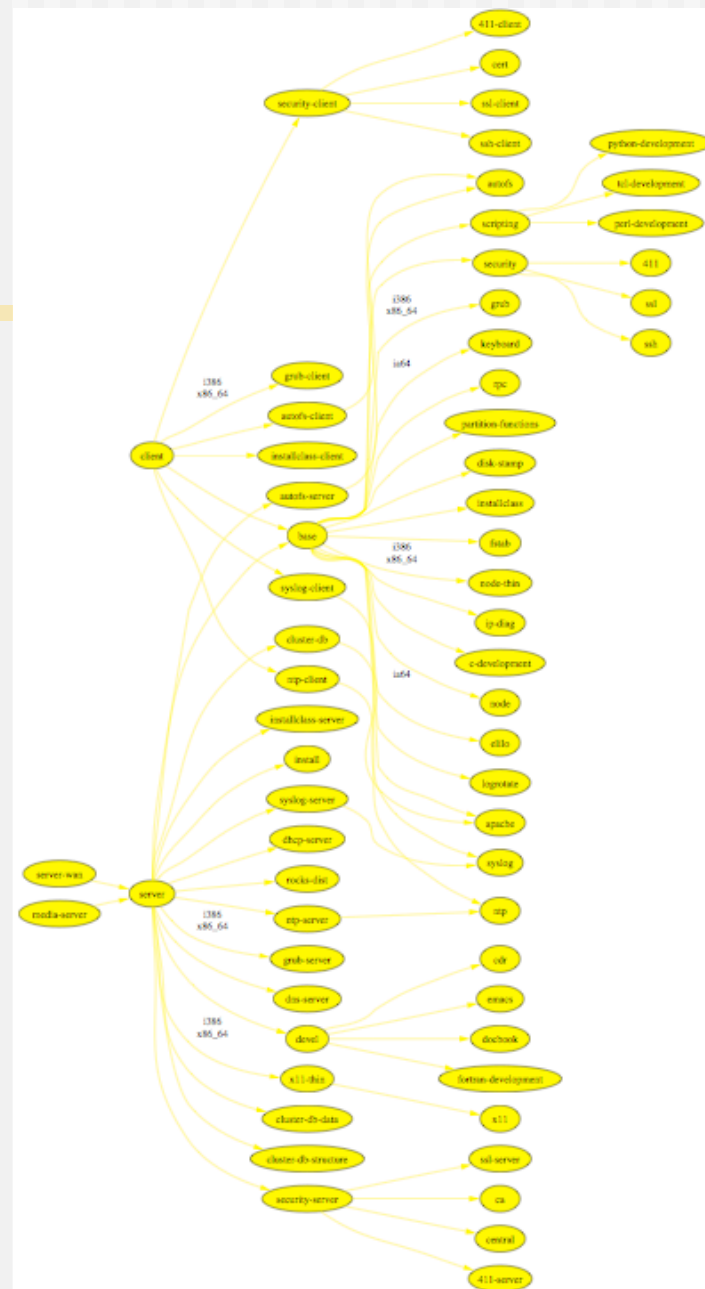 411-client
cert
security-client
ssl-client
ssh-client
python-development
autofs
tcl-development
scripting
perl-development
security
411
i386
x86_64
grub
ssl
keyboard
ssh
ia64
grub-client
rpc
i386
x86_64
autofs-client
partition-functions
client
installclass-client
disk-stamp
autofs-server
installclass
base
fstab
i386
x86_64
syslog-client
node-thin
ip-diag
cluster-db
c-development
ntp-client
ia64
node
installclass-server
elilo
install
logrotate
syslog-server
apache
dhcp-server
syslog
server-wan
rocks-dist
server
media-server
ntp-server
ntp
i386
x86_64
grub-server
cdr
dns-server
emacs
i386
x86_64
devel
docbook
x11-thin
fortran-development
cluster-db-data
x11
cluster-db-structure
ssl-server
security-server
ca
central
411-server